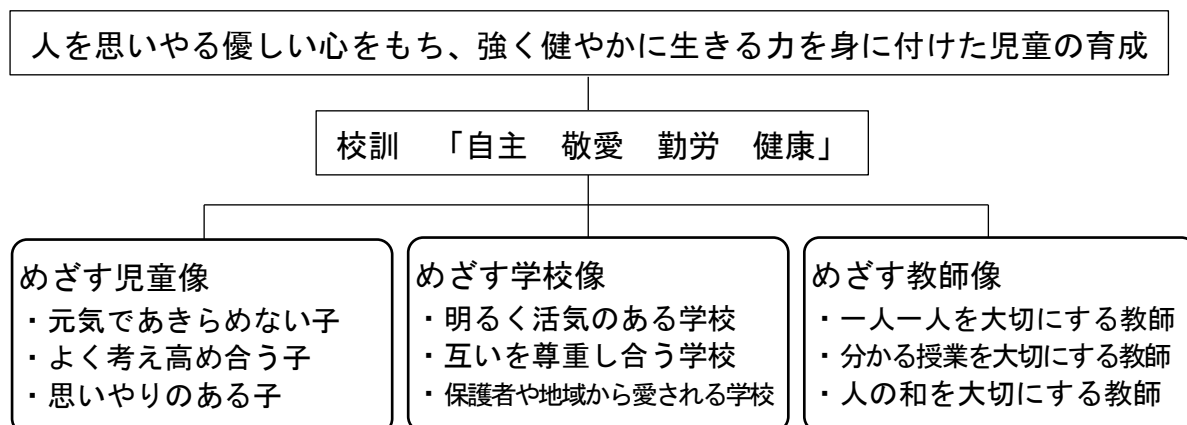 人を思いやる優しい心をもち、強く健やかに生きる力を身に付けた児童の育成
校訓　「自主　敬愛　勤労　健康」
めざす児童像
・元気であきらめない子
・よく考え高め合う子
・思いやりのある子
めざす学校像
・明るく活気のある学校
・互いを尊重し合う学校
・保護者や地域から愛される学校
めざす教師像
・一人一人を大切にする教師
・分かる授業を大切にする教師
・人の和を大切にする教師